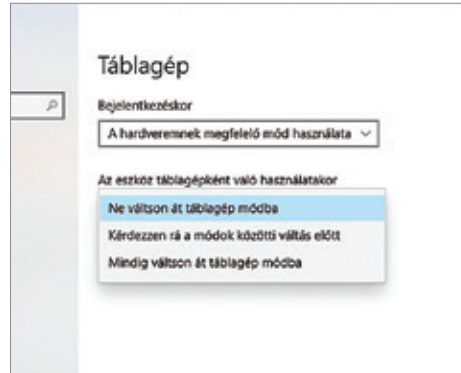 Táblagép
Bejelentkezéskor
A hardveremnek megfelelő mód használata
Az eszköz táblagépként való használatakor
Ne váltson át táblagép módba
Kérdezzen rá a módok közötti váltás előtt
Mindig váltson át táblagép módba